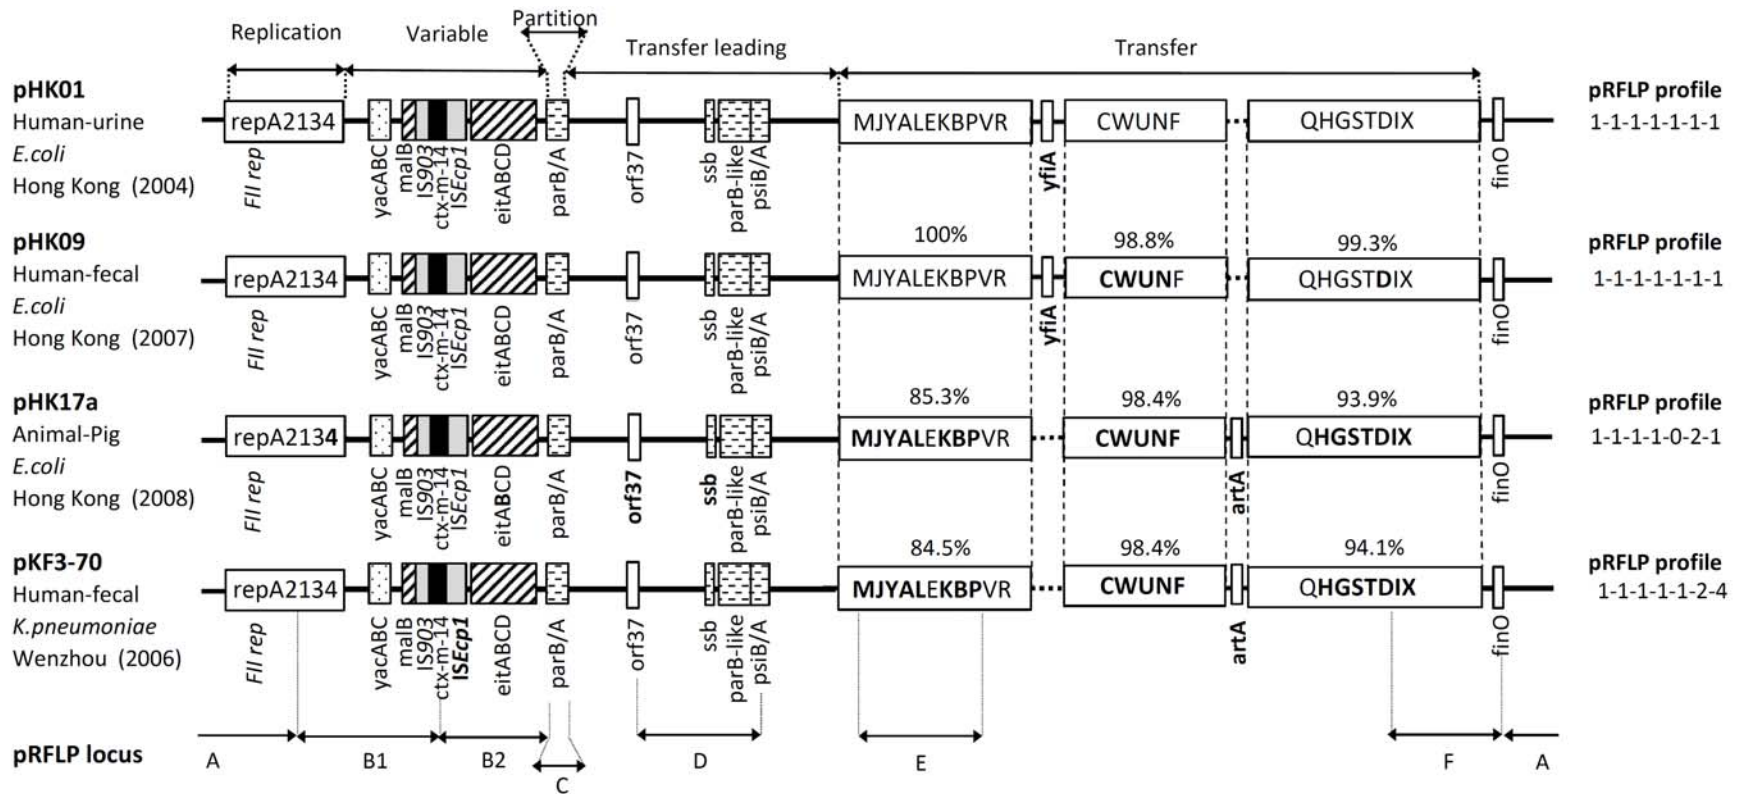 Replication Variable Partition Transfer leading Transfer
pHK01 pRFLP profile
Human-urine repA2134 MJYALEKBPVR CWUNF QHGSTDIX 1-1-1-1-1-1-1
E.coli
Hong Kong (2004)
FII rep yacABC malB IS903 ctx-m-14 ISEcp1 eitABCD parB/A orf37 ssb parB-like psiB/A yfiA finO
pHK09 100% 98.8% 99.3% pRFLP profile
Human-fecal repA2134 MJYALEKBPVR CWUNF QHGSTDIX 1-1-1-1-1-1-1
E.coli
Hong Kong (2007)
FII rep yacABC malB IS903 ctx-m-14 ISEcp1 eitABCD parB/A orf37 ssb parB-like psiB/A yfiA finO
pHK17a 85.3% 98.4% 93.9% pRFLP profile
Animal-Pig repA2134 MJYALEKBPVR CWUNF QHGSTDIX 1-1-1-1-0-2-1
E.coli
Hong Kong (2008)
FII rep yacABC malB IS903 ctx-m-14 ISEcp1 eitABCD parB/A orf37 ssb parB-like psiB/A artA finO
pKF3-70 84.5% 98.4% 94.1% pRFLP profile
Human-fecal repA2134 MJYALEKBPVR CWUNF QHGSTDIX 1-1-1-1-1-2-4
K.pneumoniae
Wenzhou (2006)
FII rep yacABC malB IS903 ctx-m-14 ISEcp1 eitABCD parB/A orf37 ssb parB-like psiB/A artA finO
pRFLP locus A B1 B2 C D E F A